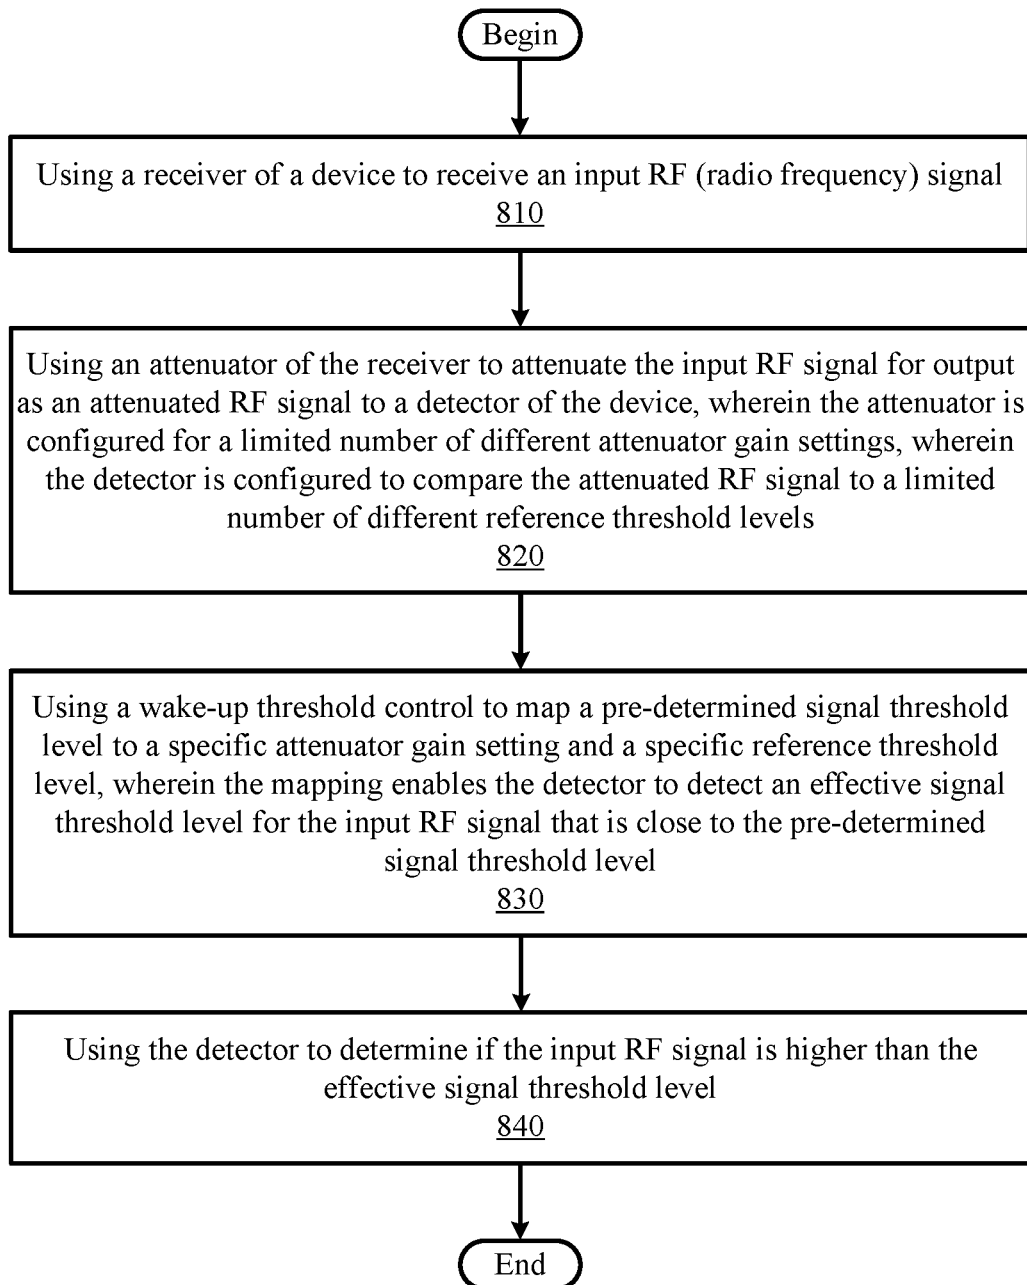 Begin
Using a receiver of a device to receive an input RF (radio frequency) signal
810
Using an attenuator of the receiver to attenuate the input RF signal for output
as an attenuated RF signal to a detector of the device, wherein the attenuator is
configured for a limited number of different attenuator gain settings, wherein
the detector is configured to compare the attenuated RF signal to a limited
number of different reference threshold levels
820
Using a wake-up threshold control to map a pre-determined signal threshold
level to a specific attenuator gain setting and a specific reference threshold
level, wherein the mapping enables the detector to detect an effective signal
threshold level for the input RF signal that is close to the pre-determined
signal threshold level
830
Using the detector to determine if the input RF signal is higher than the
effective signal threshold level
840
End